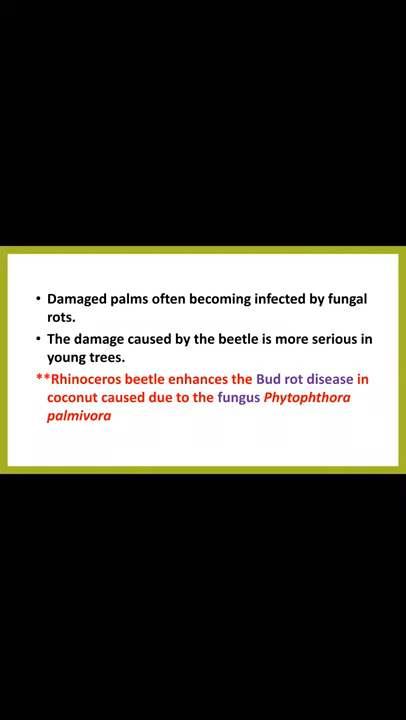 • Damaged palms often becoming infected by fungal
rots.
• The damage caused by the beetle is more serious in
young trees.
**Rhinoceros beetle enhances the Bud rot disease in
coconut caused due to the fungus Phytophthora
palmivora